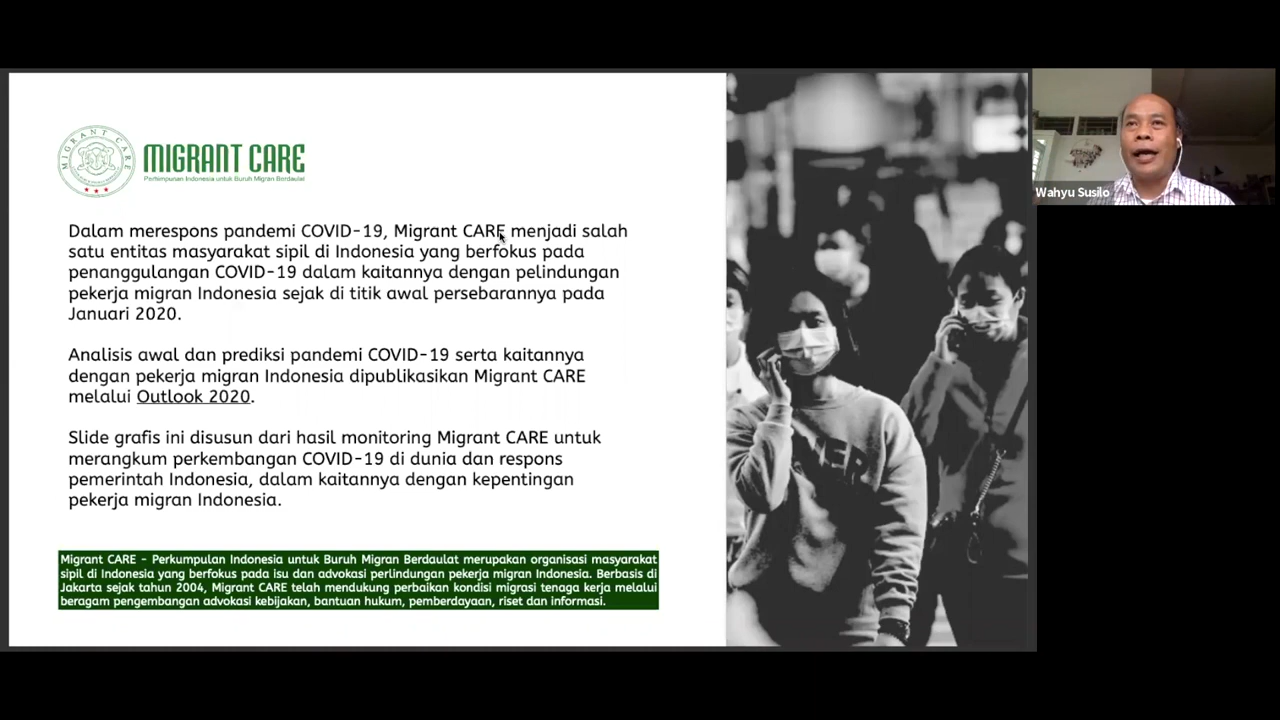 MIGRANT CARE
MIGRANT CARE
Perhimpunan Indonesia untuk Buruh Migran Berdaulat
Dalam merespons pandemi COVID-19, Migrant CARE menjadi salah
satu entitas masyarakat sipil di Indonesia yang berfokus pada
penanggulangan COVID-19 dalam kaitannya dengan pelindungan
pekerja migran Indonesia sejak di titik awal persebarannya pada
Januari 2020.
Analisis awal dan prediksi pandemi COVID-19 serta kaitannya
dengan pekerja migran Indonesia dipublikasikan Migrant CARE
melalui Outlook 2020.
Slide grafis ini disusun dari hasil monitoring Migrant CARE untuk
merangkum perkembangan COVID-19 di dunia dan respons
pemerintah Indonesia, dalam kaitannya dengan kepentingan
pekerja migran Indonesia.
Migrant CARE - Perkumpulan Indonesia untuk Buruh Migran Berdaulat merupakan organisasi masyarakat
sipil di Indonesia yang berfokus pada isu dan advokasi perlindungan pekerja migran Indonesia. Berbasis di
Jakarta sejak tahun 2004, Migrant CARE telah mendukung perbaikan kondisi migrasi tenaga kerja melalui
beragam pengembangan advokasi kebijakan, bantuan hukum, pemberdayaan, riset dan informasi.
Wahyu Susilo